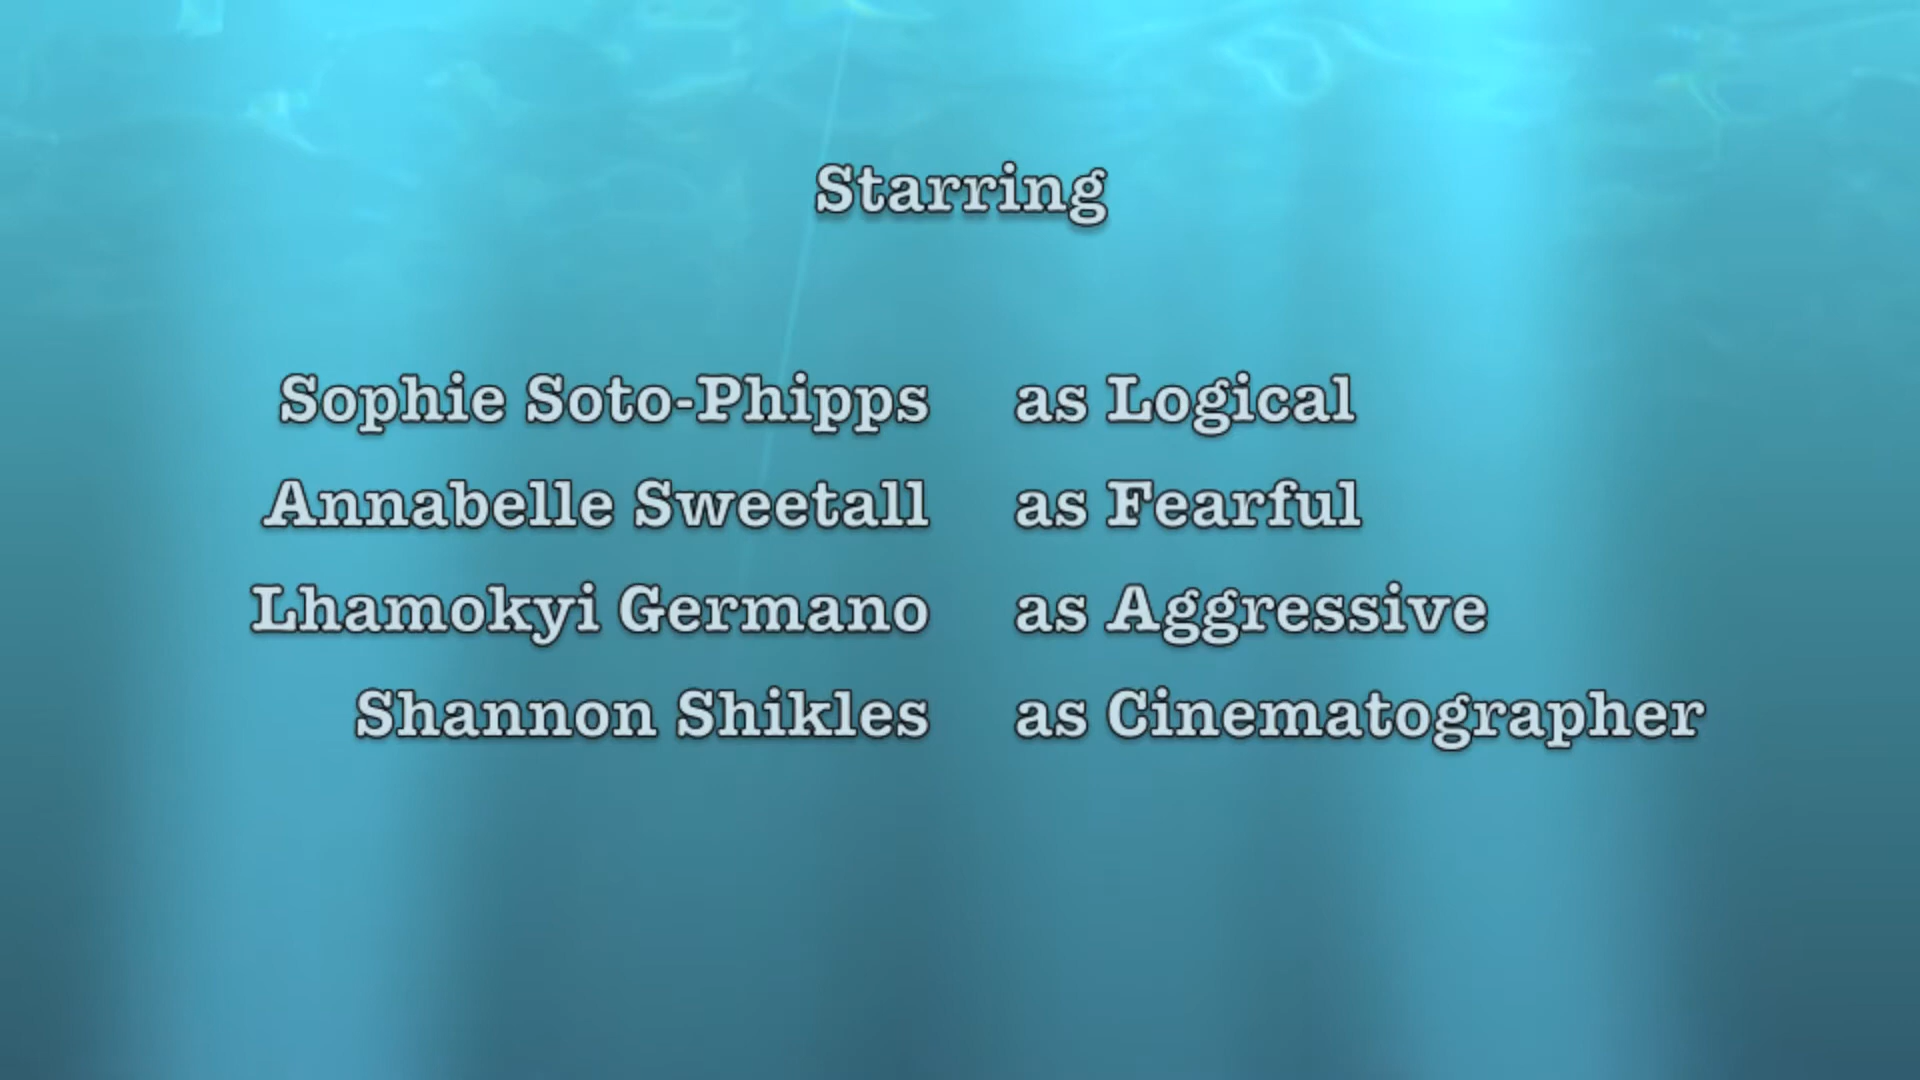 Starring
Sophie Soto-Phipps as Logical
Annabelle Sweetall as Fearful
Lhamokyi Germano as Aggressive
Shannon Shikles as Cinematographer